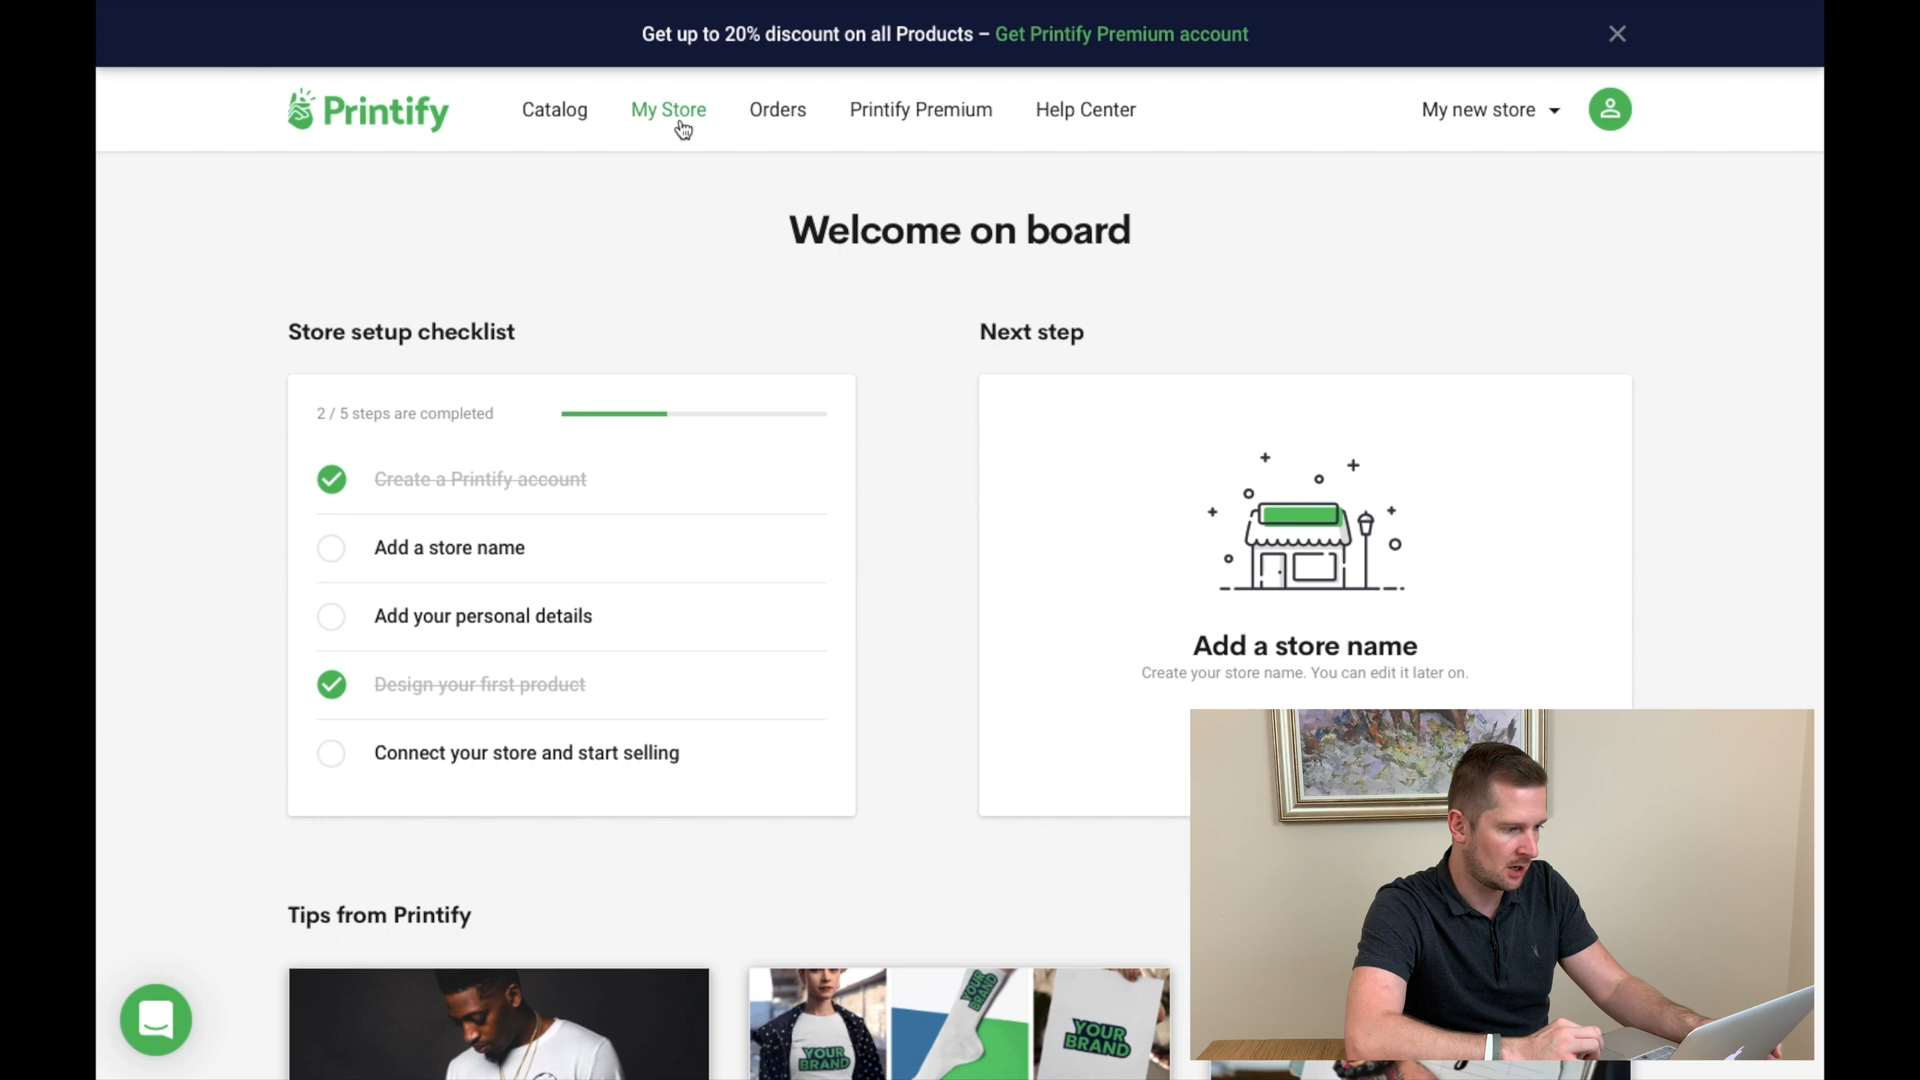 Get up to 20% discount on all Products – Get Printify Premium account
Printify
Catalog
My Store
Orders
Printify Premium
Help Center
My new store
Welcome on board
Store setup checklist
2 / 5 steps are completed
Create a Printify account
Add a store name
Add your personal details
Design your first product
Connect your store and start selling
Next step
Add a store name
Create your store name. You can edit it later on.
Tips from Printify
YOUR
BRAND
YOUR
BRAND
YOUR
BRAND